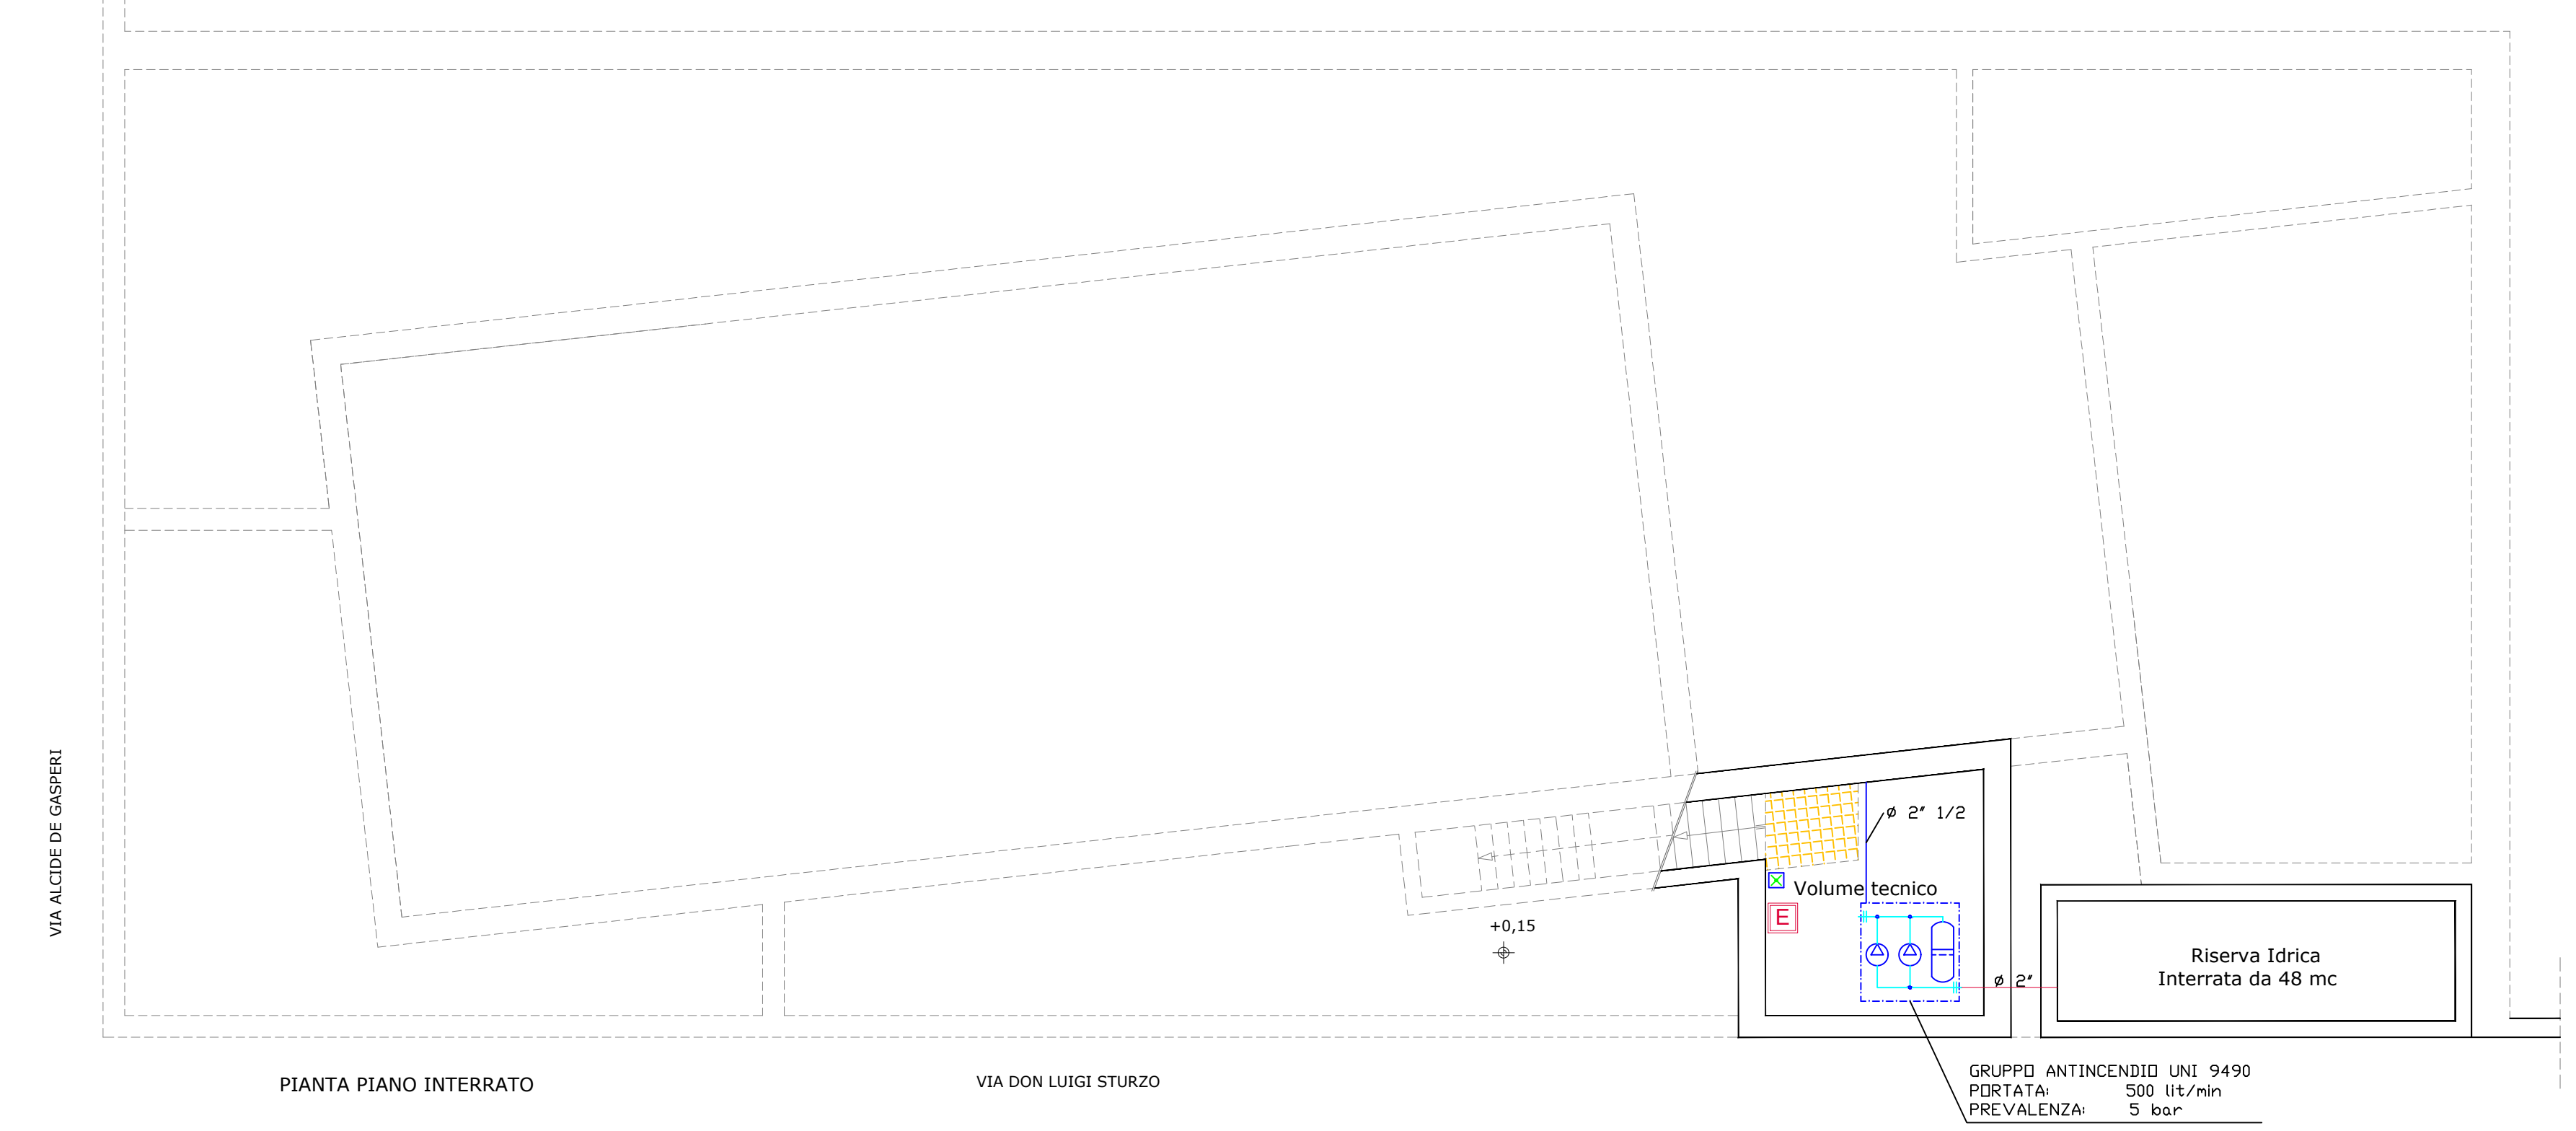 VIA ALCIDE DE GASPERI
ø 2" 1/2
Volume tecnico
E
+0,15
ø 2"
Riserva Idrica
Interrata da 48 mc
PIANTA PIANO INTERRATO
VIA DON LUIGI STURZO
GRUPPO ANTINCENDIO UNI 9490
PORTATA: 500 lit/min
PREVALENZA: 5 bar